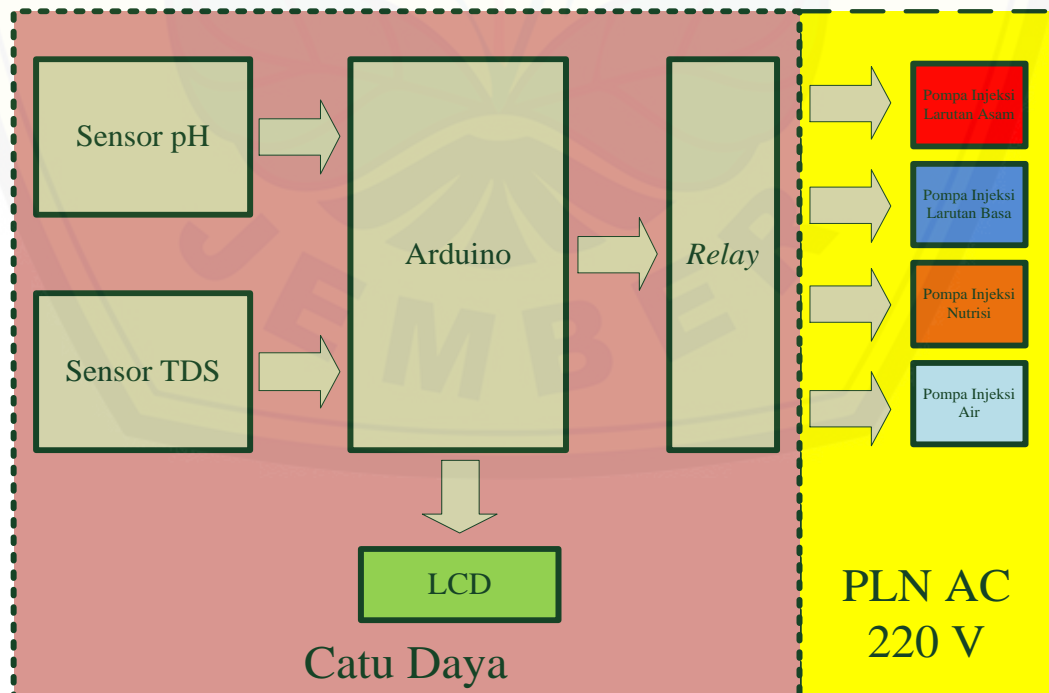 Sensor pH
Sensor TDS
Arduino
Relay
LCD
Catu Daya
Pompa Injeksi
Larutan Asam
Pompa Injeksi
Larutan Basa
Pompa Injeksi
Nutrisi
Pompa Injeksi
Air
PLN AC
220 V
JEMBER